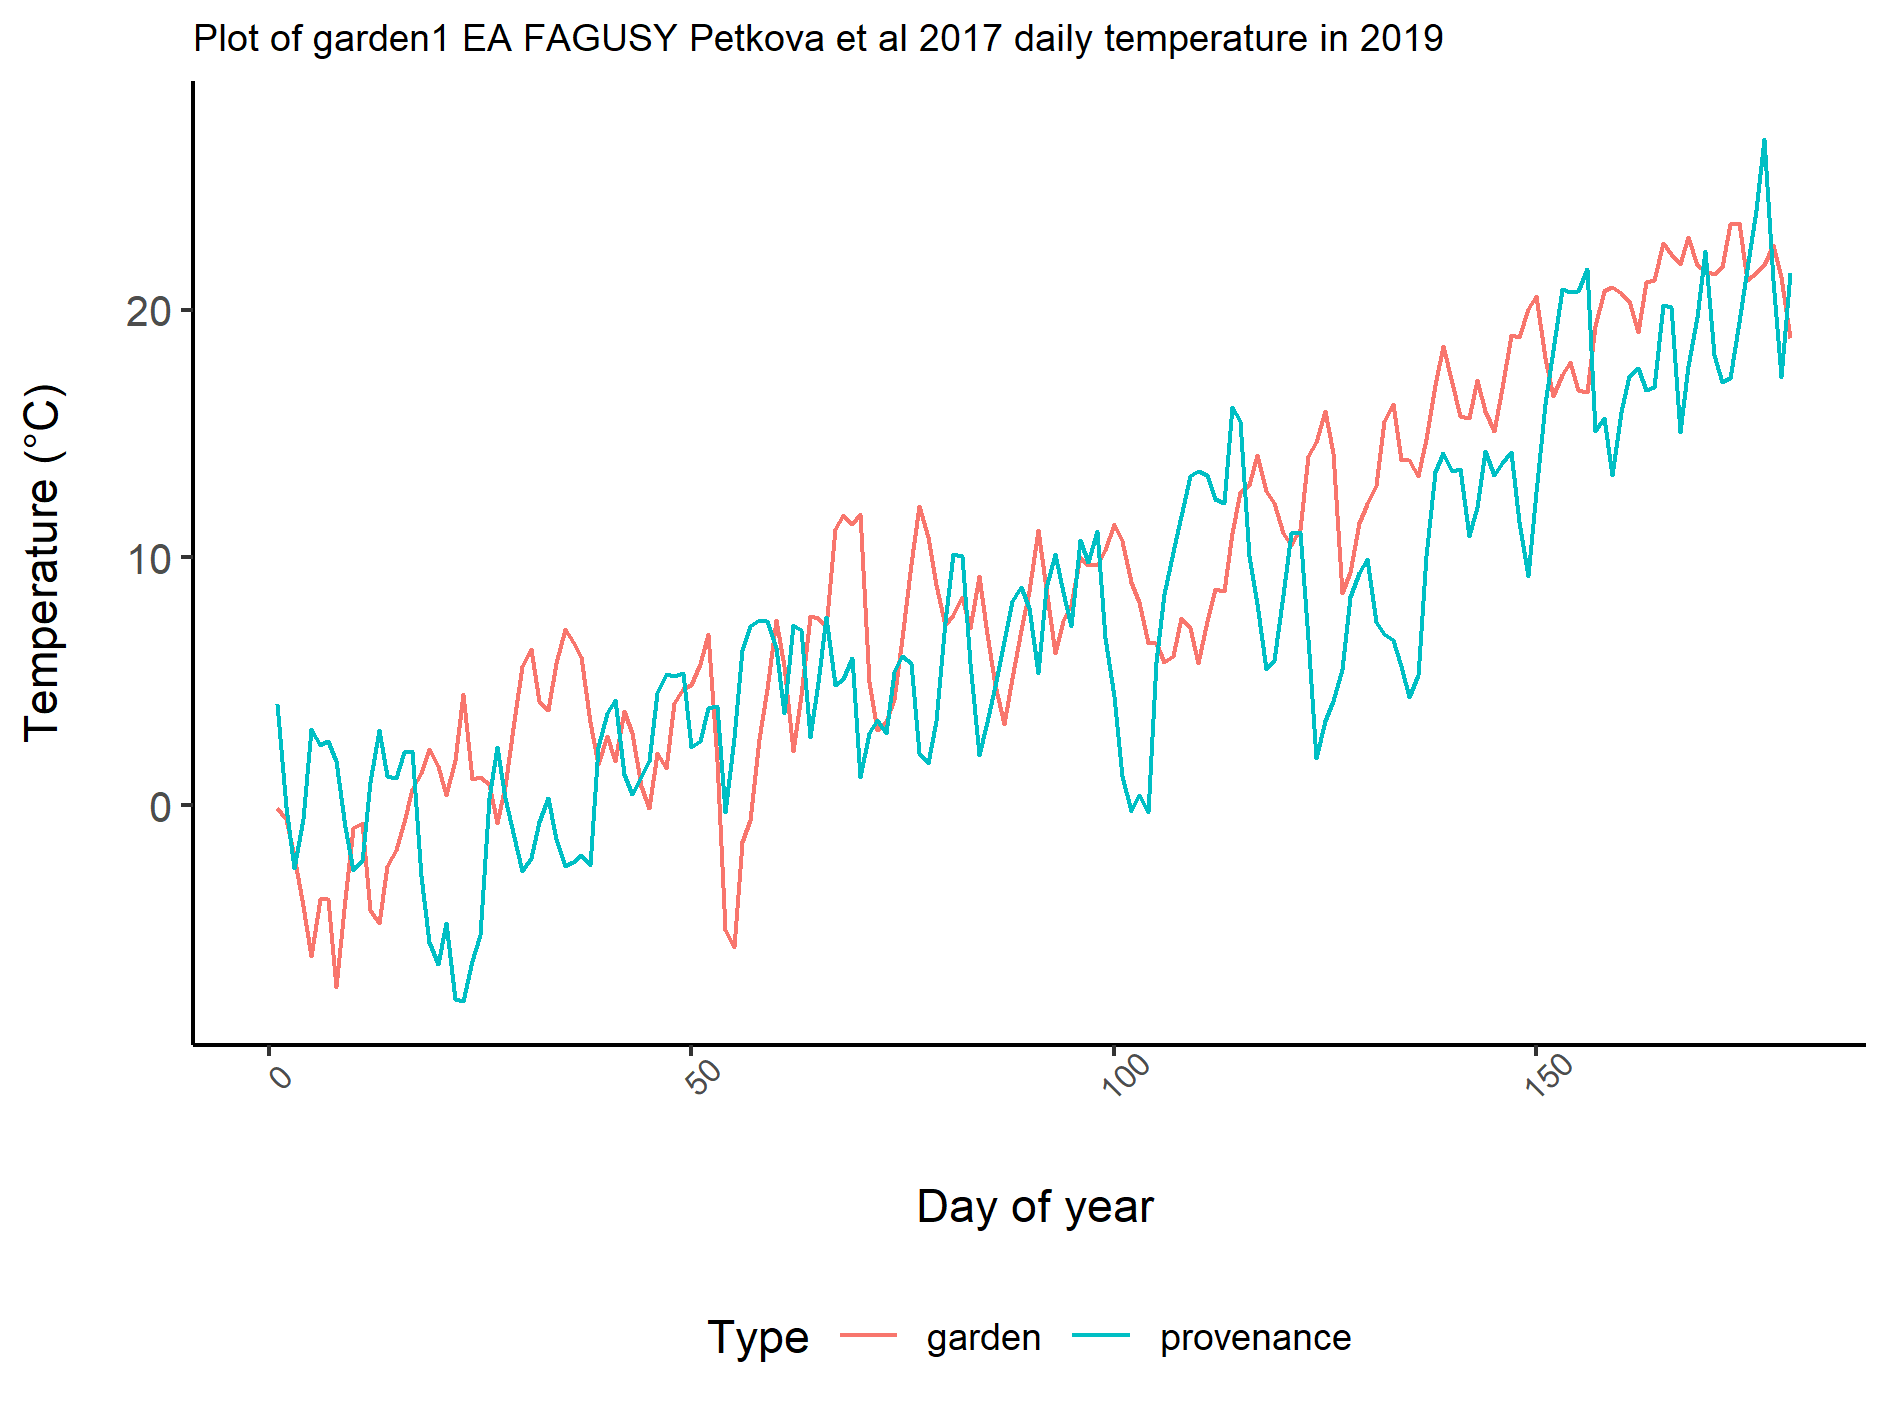 Plot of garden1 EA FAGUSY Petkova et al 2017 daily temperature in 2019
Temperature (°C)
20
10
0
0 50 100 150
Day of year
Type garden provenance